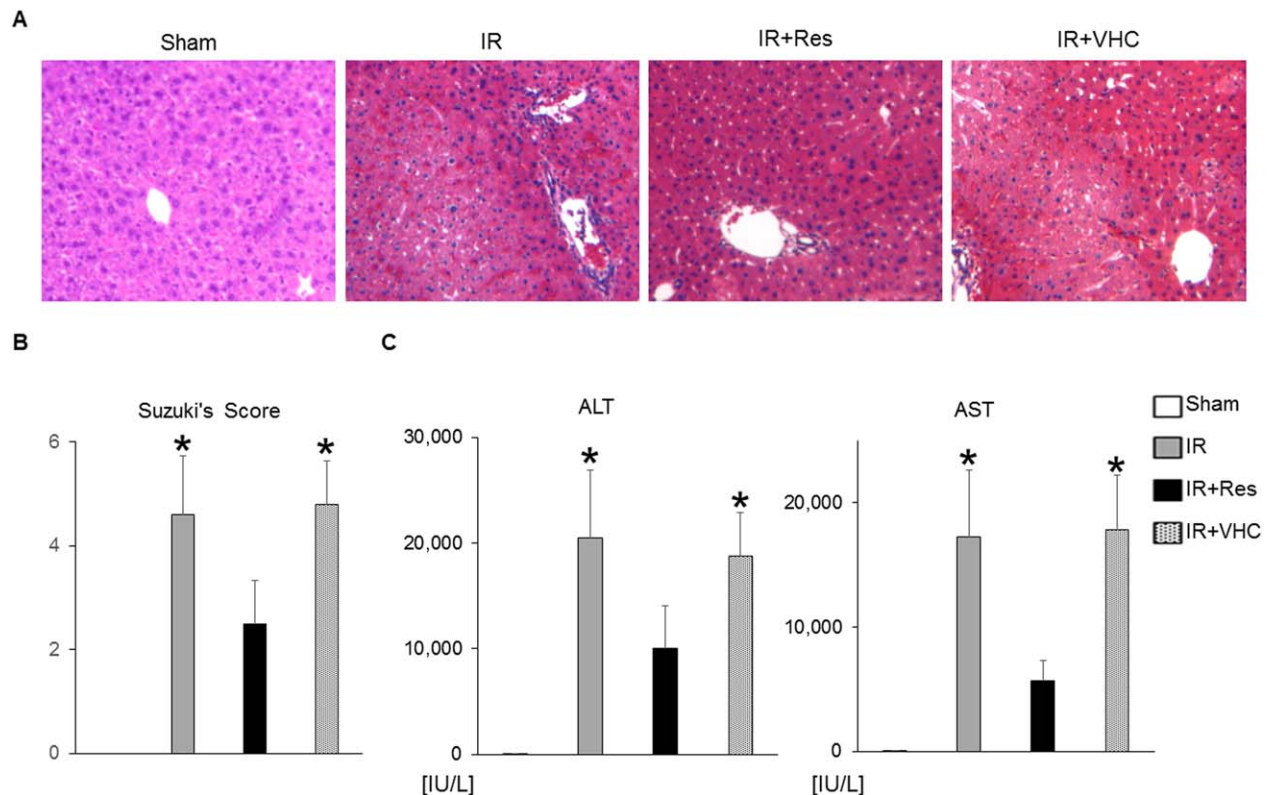 A
Sham
IR
IR+Res
IR+VHC
B
C
Suzuki's Score
6
*
*
4
2
0
ALT
30,000
*
*
20,000
10,000
0
[IU/L]
AST
*
*
20,000
10,000
0
[IU/L]
Sham
IR
IR+Res
IR+VHC